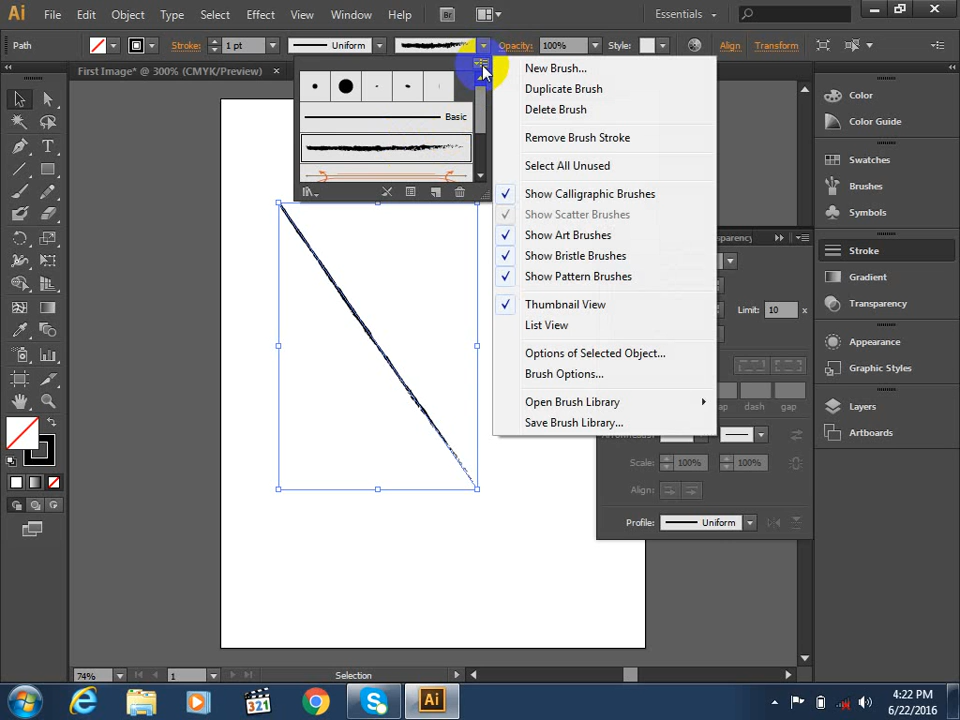 Ai File Edit Object Type Select Effect View Window Help Br Essentials
Path Stroke: 1 pt Uniform Opacity: 100% Style: Align Transform
First Image* @ 300% (CMYK/Preview) ×
Basic
New Brush...
Duplicate Brush
Delete Brush
Remove Brush Stroke
Select All Unused
Show Calligraphic Brushes
Show Scatter Brushes
Show Art Brushes
Show Bristle Brushes
Show Pattern Brushes
Thumbnail View
List View
Options of Selected Object...
Brush Options...
Open Brush Library
Save Brush Library...
Limit: 10 x
dash gap
Scale: 100% 100%
Align:
Profile: Uniform
Color
Color Guide
Swatches
Brushes
Symbols
Stroke
Gradient
Transparency
Appearance
Graphic Styles
Layers
Artboards
74% 1 Selection
321 Ai 4:22 PM
6/22/2016